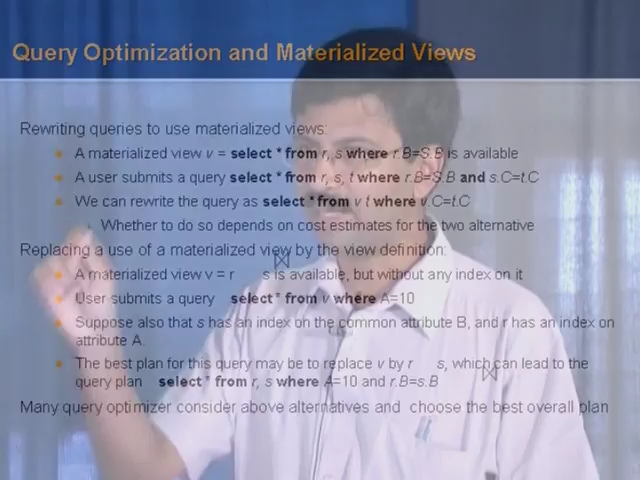 Query Optimization and Materialized Views
Rewriting queries to use materialized views:
A materialized view v = select * from r, s where r.B=S.B is available
A user submits a query select * from r, s, t where r.B=S.B and s.C=t.C
We can rewrite the query as select * from v t where v.C=t.C
Whether to do so depends on cost estimates for the two alternative
Replacing a use of a materialized view by the view definition:
A materialized view v = r ⋈ s is available, but without any index on it
User submits a query select * from v where A=10
Suppose also that s has an index on the common attribute B, and r has an index on
attribute A.
The best plan for this query may be to replace v by r ⋈ s, which can lead to the
query plan select * from r, s where A=10 and r.B=s.B
Many query optimizer consider above alternatives and choose the best overall plan